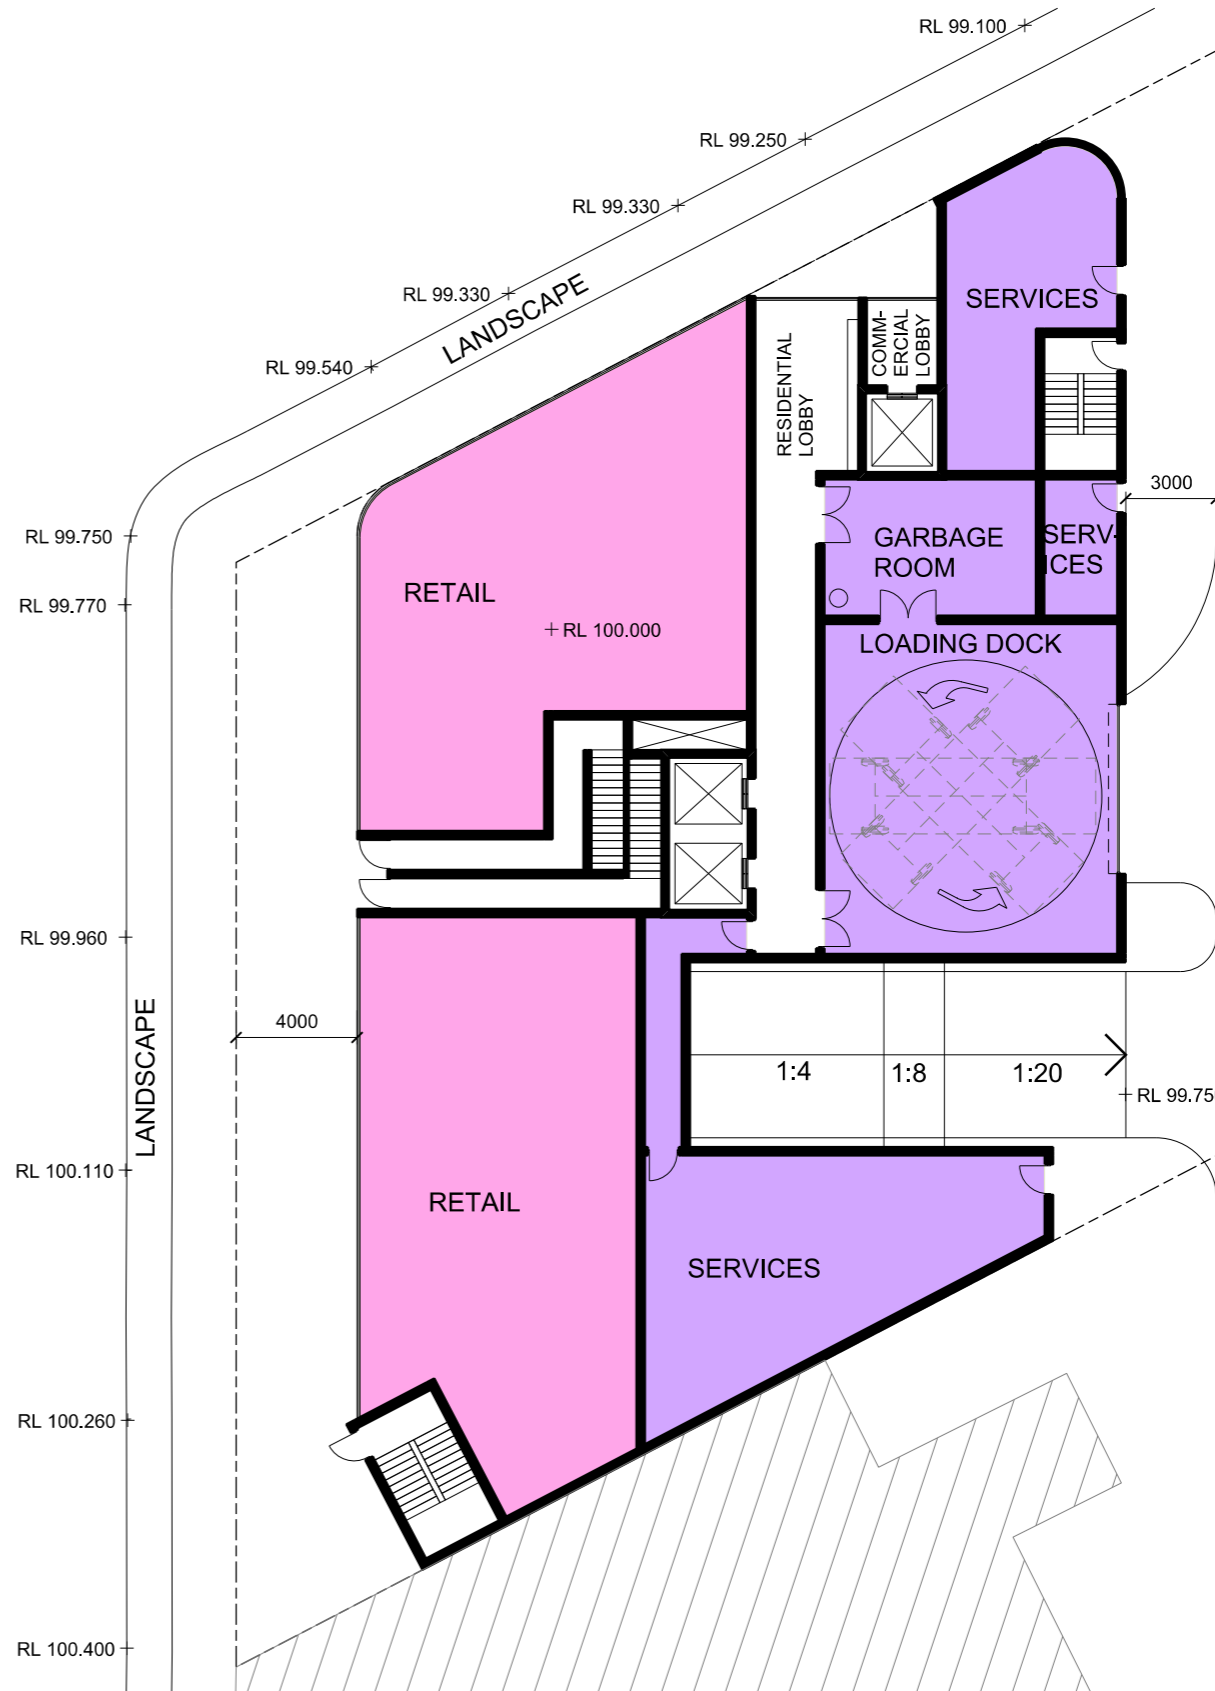 RL 99.100
RL 99.250
RL 99.330
RL 99.330
LANDSCAPE
RL 99.540
SERVICES
COMM-
ERCIAL
LOBBY
RESIDENTIAL
LOBBY
3000
RL 99.750
GARBAGE
ROOM
SERV-
ICES
RETAIL
RL 99.770
RL 100.000
LOADING DOCK
RL 99.960
LANDSCAPE
4000
1:4
1:8
1:20
RL 99.75
RL 100.110
RETAIL
SERVICES
RL 100.260
RL 100.400